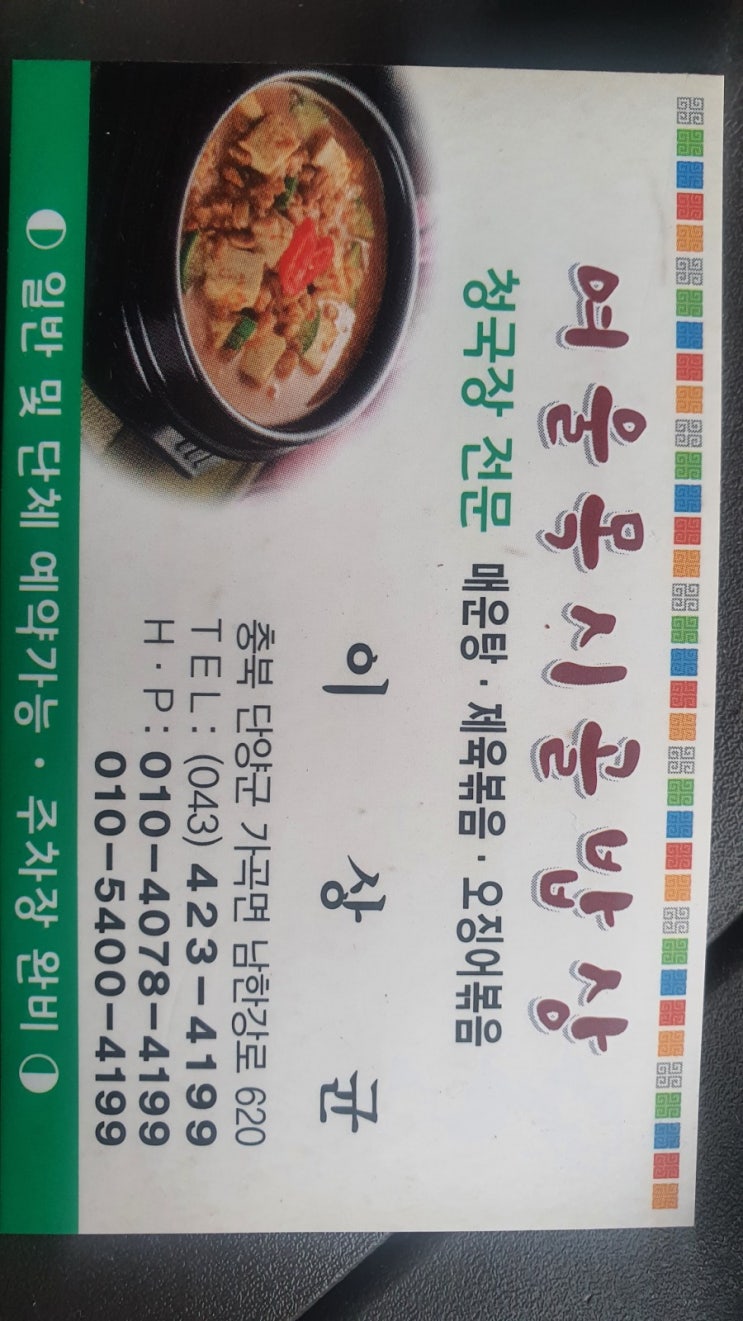 여울목시골밥상
청국장 전문 매운탕·제육볶음·오징어볶음
이 상 균
충북 단양군 가곡면 남한강로 620
TEL: (043) 423-4199
H·P: 010-4078-4199
010-5400-4199
일반 및 단체 예약가능·주차장 완비